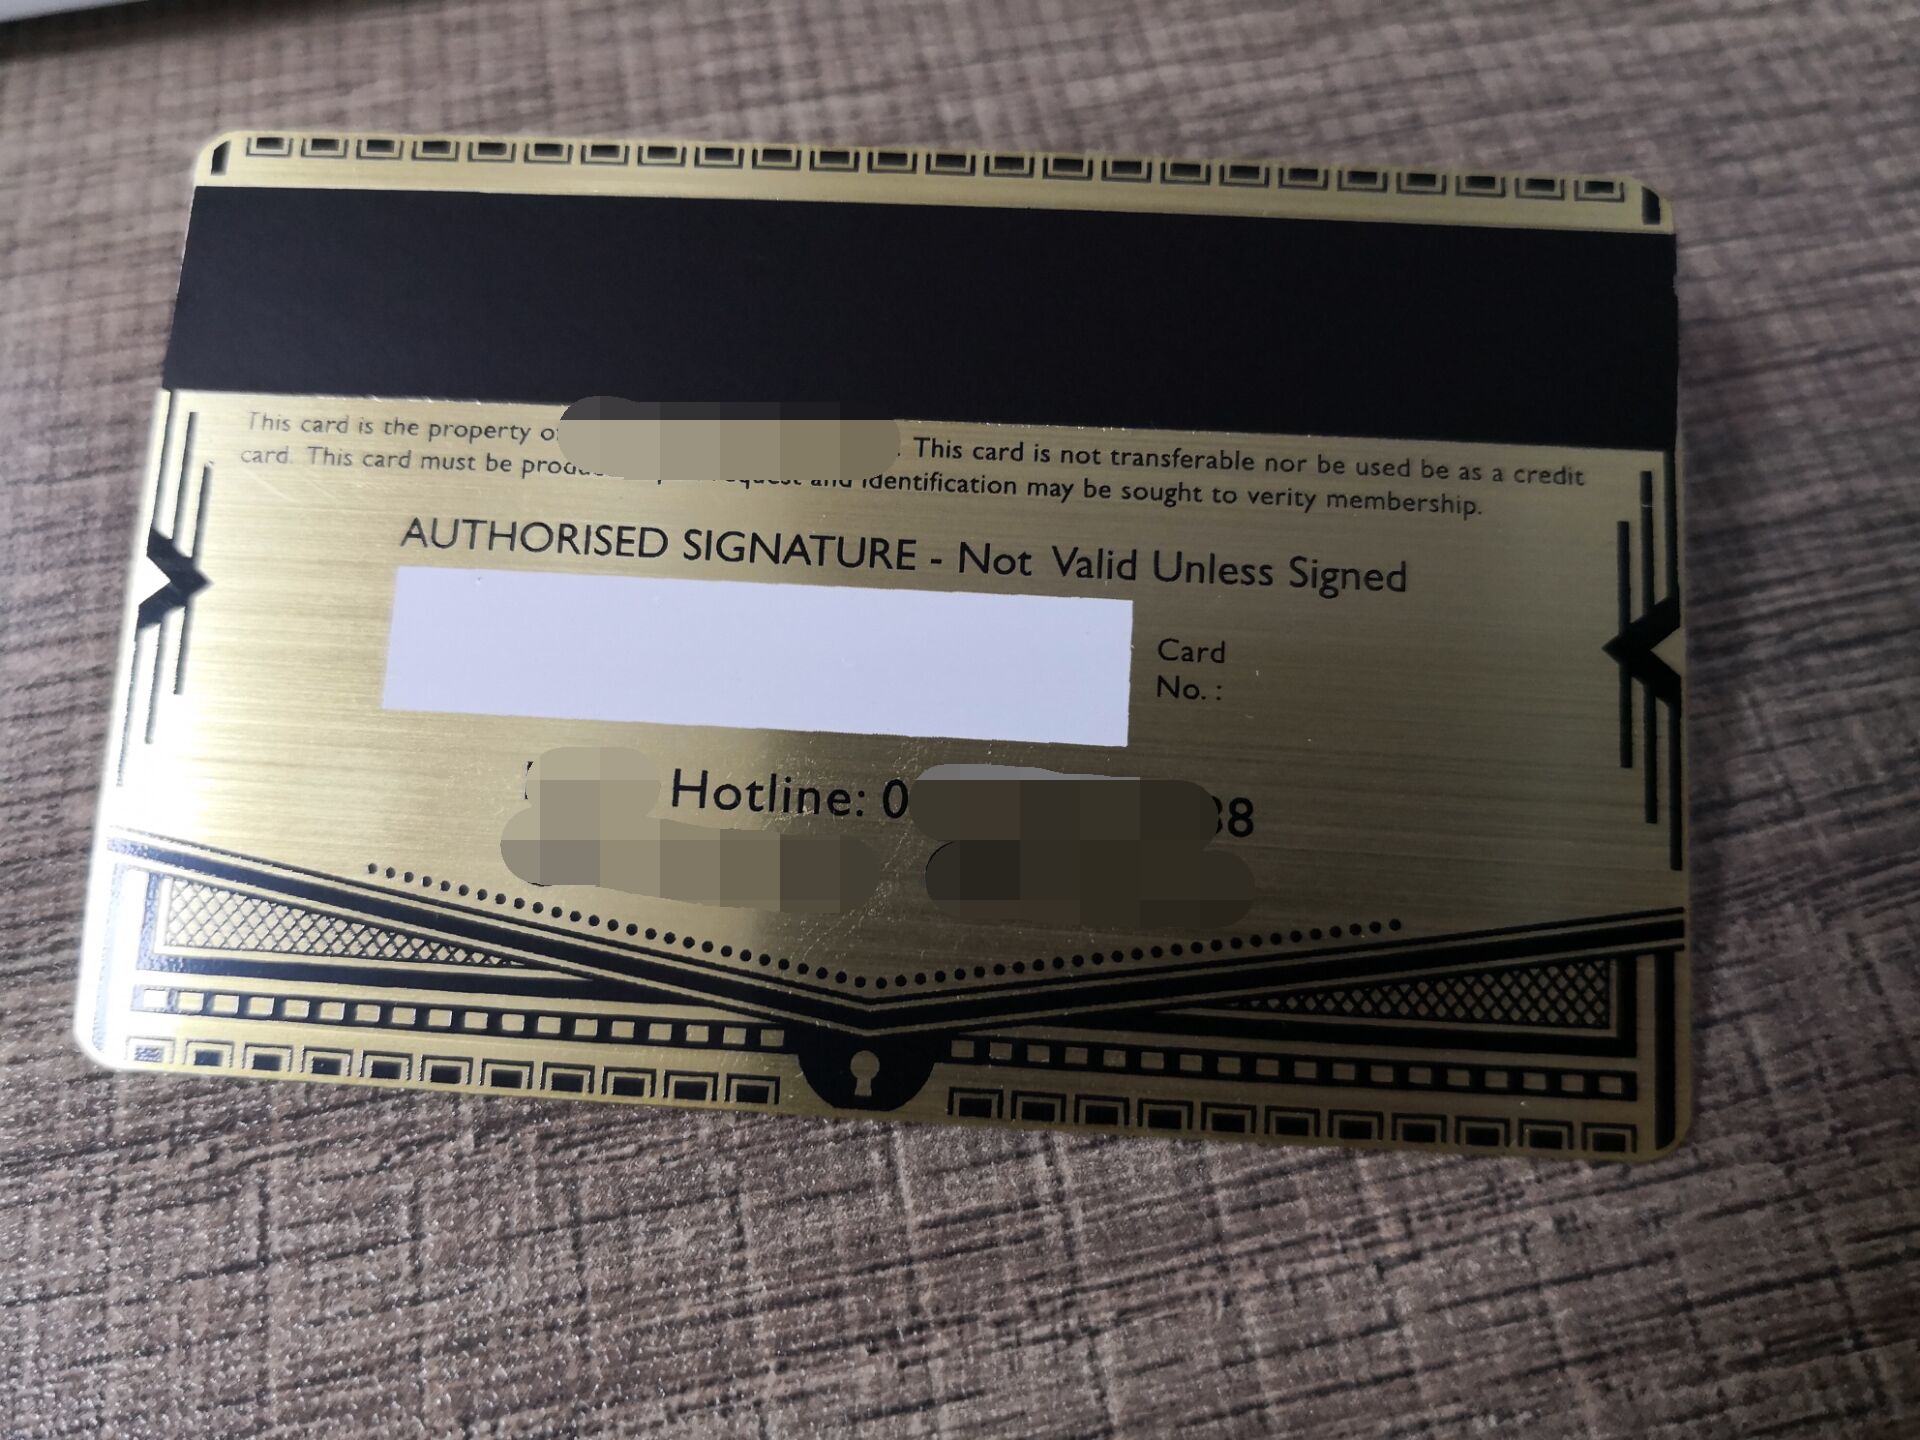 This card is the property of . This card is not transferable nor be used be as a credit
card. This card must be and identification may be sought to verity membership.
AUTHORISED SIGNATURE - Not Valid Unless Signed
Card
No. :
Hotline: 0